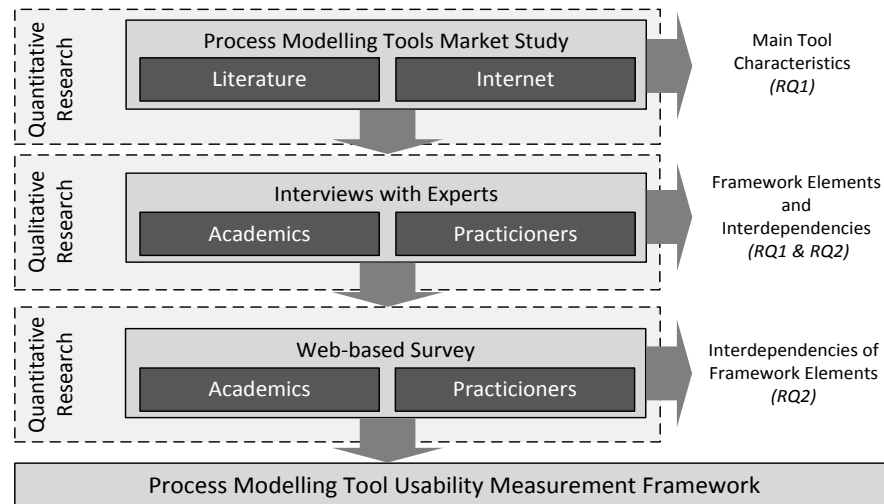 Quantitative
Research
Process Modelling Tools Market Study
Literature
Internet
Main Tool
Characteristics
(RQ1)
Qualitative
Research
Interviews with Experts
Academics
Practicioners
Framework Elements
and
Interdependencies
(RQ1 & RQ2)
Quantitative
Research
Web-based Survey
Academics
Practicioners
Interdependencies of
Framework Elements
(RQ2)
Process Modelling Tool Usability Measurement Framework